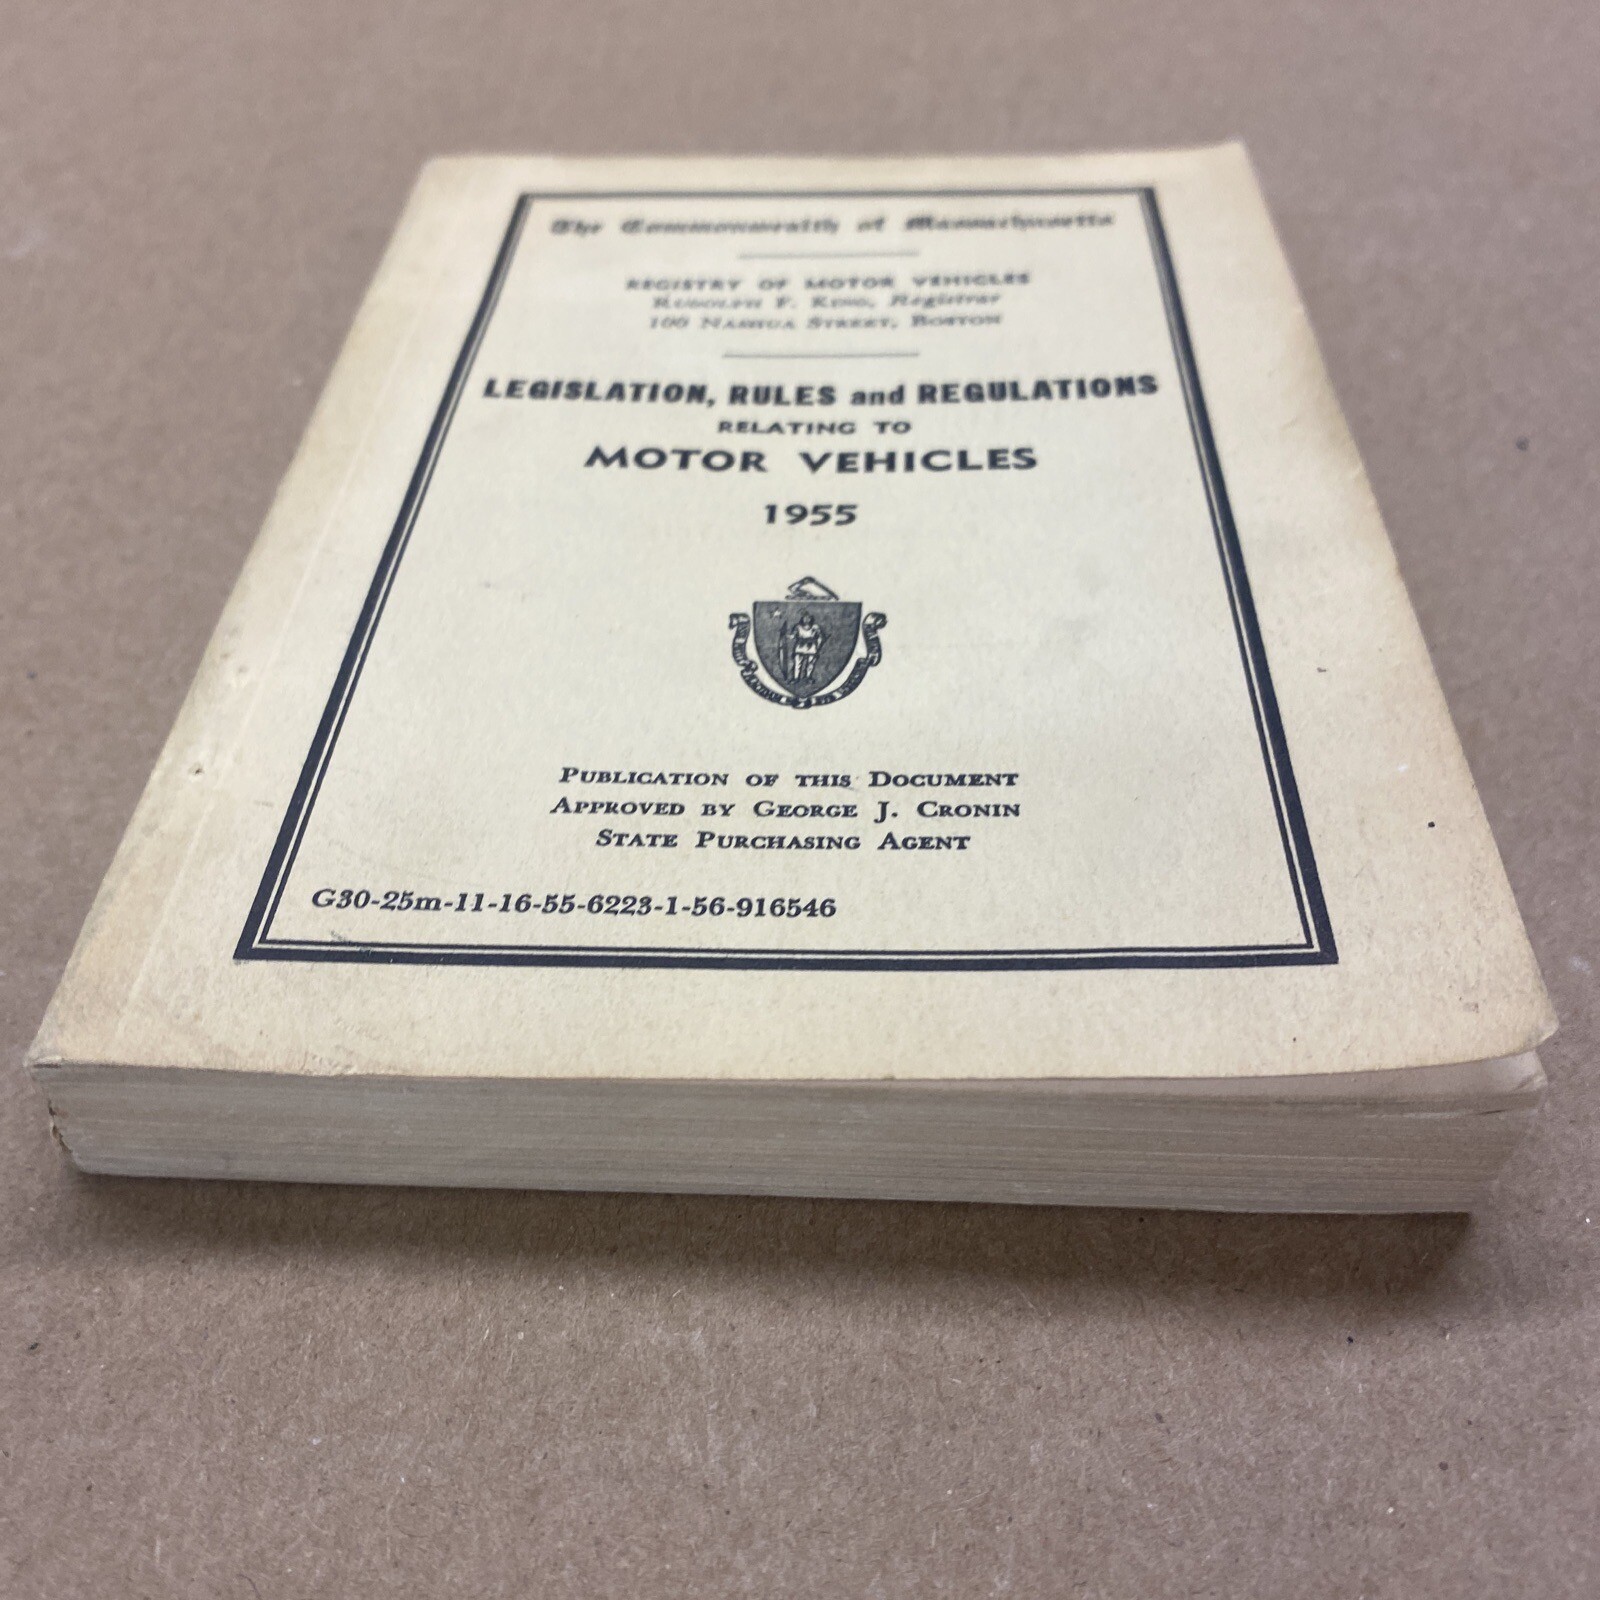 The Commonwealth of Massachusetts
REGISTRY OF MOTOR VEHICLES
RUDOLPH F. KING, Registrar
100 NASHUA STREET, BOSTON
LEGISLATION, RULES and REGULATIONS
RELATING TO
MOTOR VEHICLES
1955
PUBLICATION OF THIS DOCUMENT
APPROVED BY GEORGE J. CRONIN
STATE PURCHASING AGENT
G30-25m-11-16-55-6223-1-56-916546